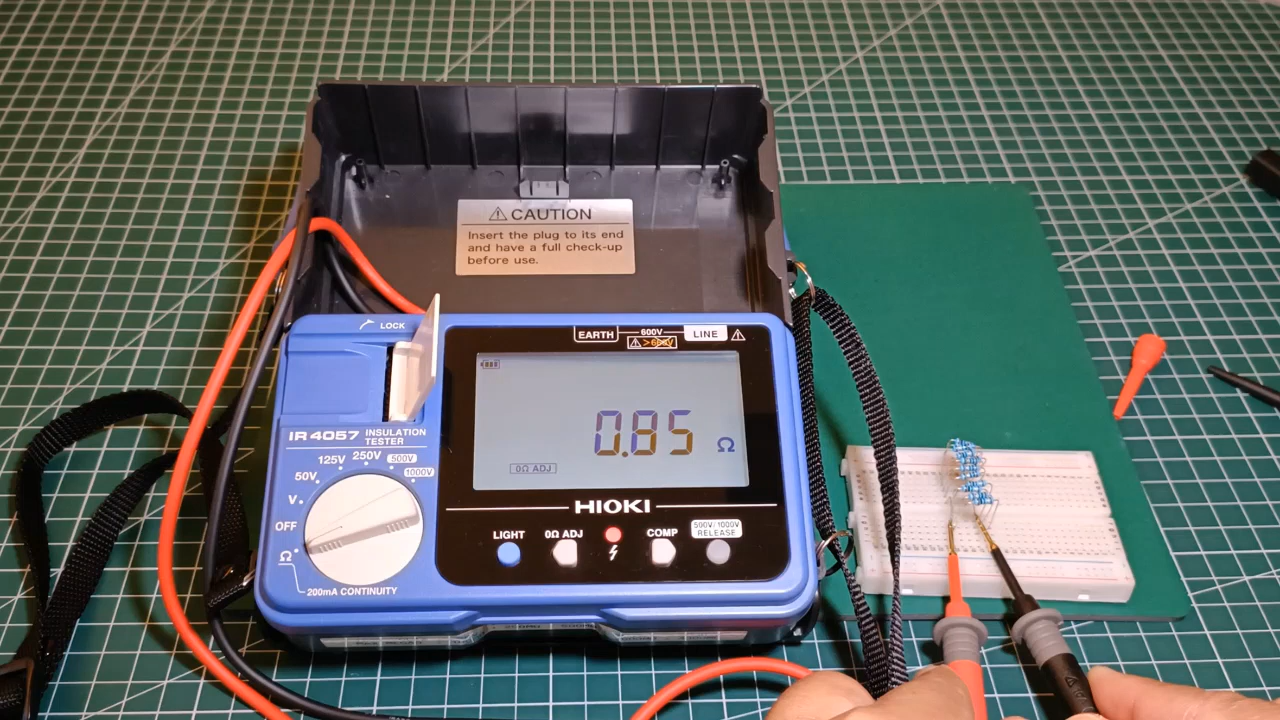 ⚠ CAUTION
Insert the plug to its end
and have a full check-up
before use.
LOCK
EARTH 600V LINE ⚠
⚠ >600V
0.85 Ω
0Ω ADJ
IR4057 INSULATION
TESTER
50V 125V 250V 500V 1000V
V
OFF
Ω
200mA CONTINUITY
HIOKI
LIGHT 0Ω ADJ COMP 500V/1000V
RELEASE